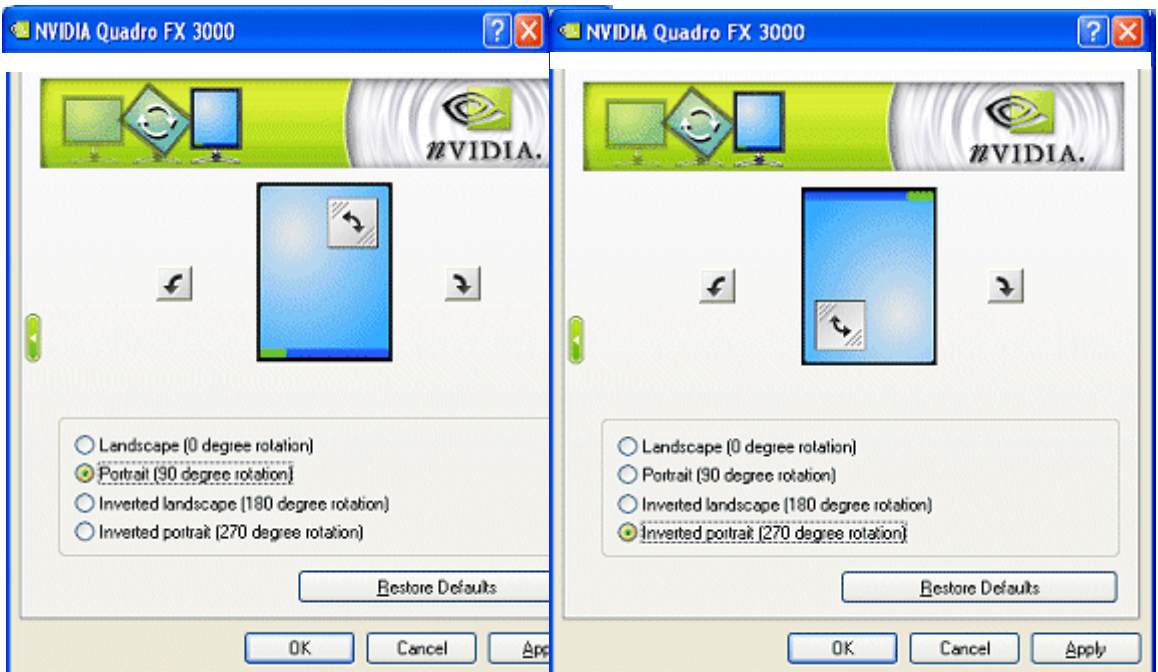 NVIDIA Quadro FX 3000
nVIDIA.
Landscape (0 degree rotation)
Portrait (90 degree rotation)
Inverted landscape (180 degree rotation)
Inverted portrait (270 degree rotation)
Restore Defaults
OK
Cancel
App
NVIDIA Quadro FX 3000
nVIDIA.
Landscape (0 degree rotation)
Portrait (90 degree rotation)
Inverted landscape (180 degree rotation)
Inverted portrait (270 degree rotation)
Restore Defaults
OK
Cancel
Apply